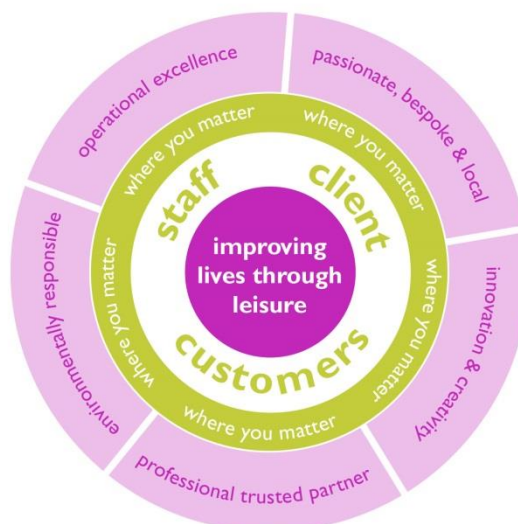 operational excellence
passionate, bespoke & local
innovation & creativity
professional trusted partner
environmentally responsible
where you matter
where you matter
where you matter
where you matter
where you matter
staff
client
customers
improving
lives through
leisure